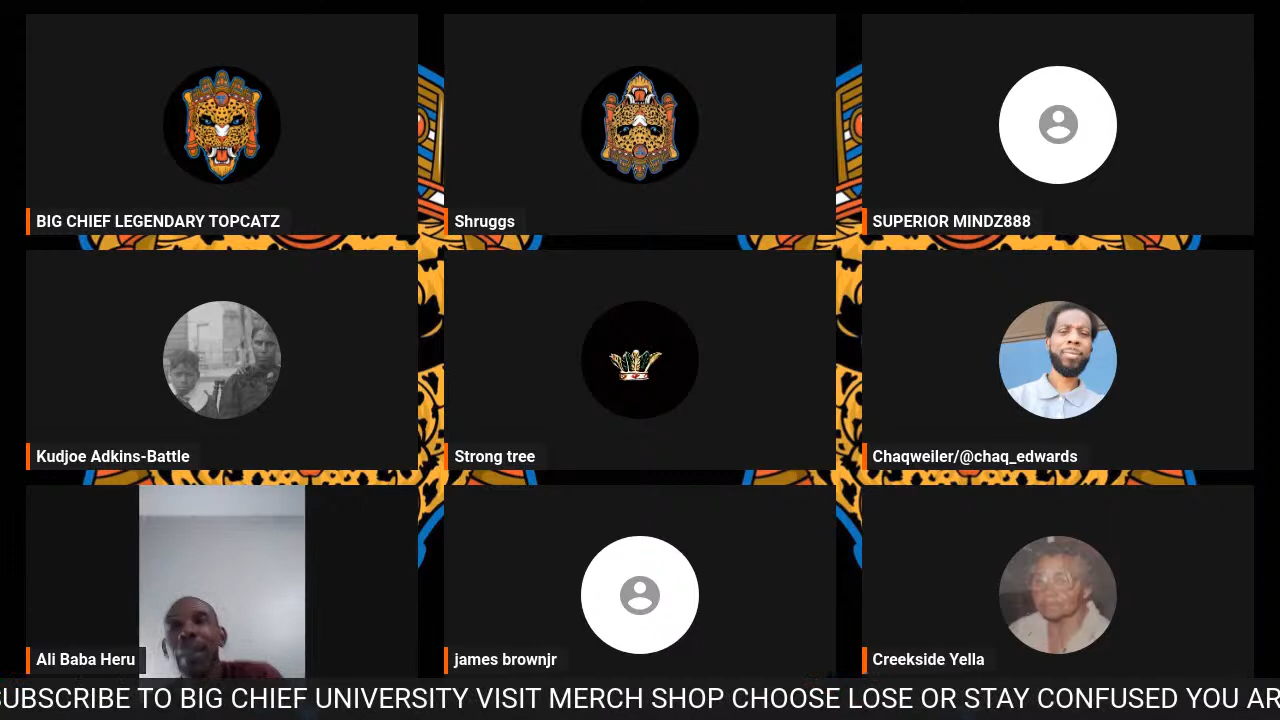 BIG CHIEF LEGENDARY TOPCATZ
Shruggs
SUPERIOR MINDZ888
Kudjoe Adkins-Battle
Strong tree
Chaqweiler/@chaq_edwards
Ali Baba Heru
james brownjr
Creekside Yella
SUBSCRIBE TO BIG CHIEF UNIVERSITY VISIT MERCH SHOP CHOOSE LOSE OR STAY CONFUSED YOU AR